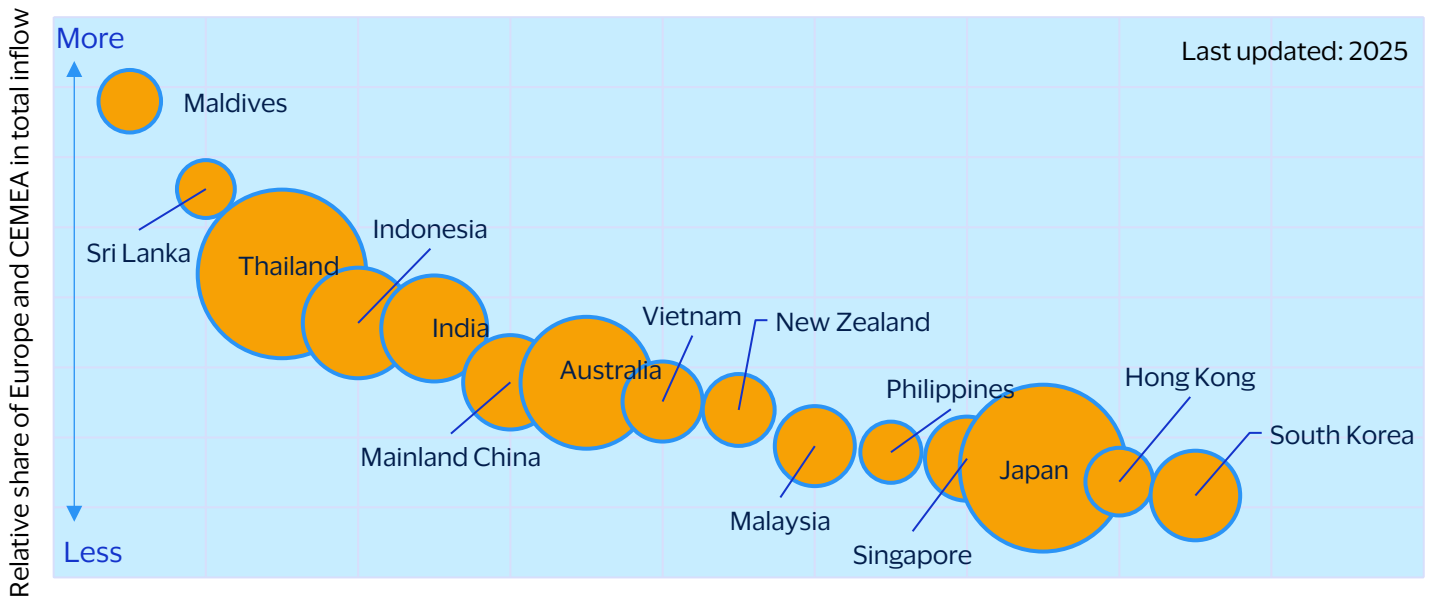 Relative share of Europe and CEMEA in total inflow
More
Last updated: 2025
Maldives
Sri Lanka
Thailand
Indonesia
India
Mainland China
Australia
Vietnam
New Zealand
Malaysia
Philippines
Singapore
Japan
Hong Kong
South Korea
Less